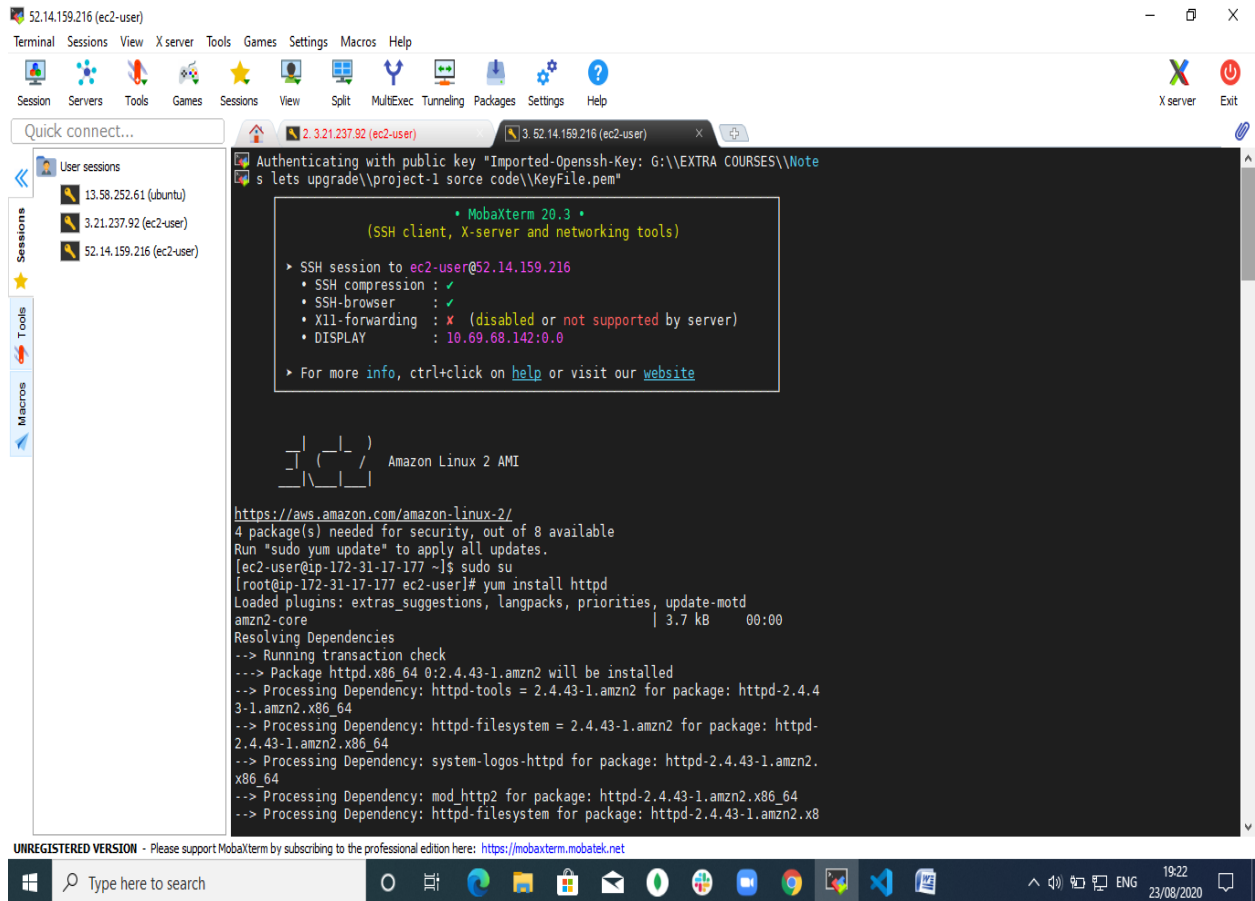 52.14.159.216 (ec2-user)
Terminal Sessions View X server Tools Games Settings Macros Help
Session Servers Tools Games Sessions View Split MultiExec Tunneling Packages Settings Help X server Exit
Quick connect...
2. 3.21.237.92 (ec2-user)
3. 52.14.159.216 (ec2-user)
User sessions
13.58.252.61 (ubuntu)
3.21.237.92 (ec2-user)
52.14.159.216 (ec2-user)
Sessions
Tools
Macros
Authenticating with public key "Imported-Openssh-Key: G:\\EXTRA COURSES\\Note
s lets upgrade\\project-1 sorce code\\KeyFile.pem"
• MobaXterm 20.3 •
(SSH client, X-server and networking tools)
➤ SSH session to ec2-user@52.14.159.216
• SSH compression : ✓
• SSH-browser : ✓
• X11-forwarding : ✗ (disabled or not supported by server)
• DISPLAY : 10.69.68.142:0.0
➤ For more info, ctrl+click on help or visit our website
__| __|_ )
_| ( / Amazon Linux 2 AMI
___|\___|___|
https://aws.amazon.com/amazon-linux-2/
4 package(s) needed for security, out of 8 available
Run "sudo yum update" to apply all updates.
[ec2-user@ip-172-31-17-177 ~]$ sudo su
[root@ip-172-31-17-177 ec2-user]# yum install httpd
Loaded plugins: extras_suggestions, langpacks, priorities, update-motd
amzn2-core | 3.7 kB 00:00
Resolving Dependencies
--> Running transaction check
---> Package httpd.x86_64 0:2.4.43-1.amzn2 will be installed
--> Processing Dependency: httpd-tools = 2.4.43-1.amzn2 for package: httpd-2.4.4
3-1.amzn2.x86_64
--> Processing Dependency: httpd-filesystem = 2.4.43-1.amzn2 for package: httpd-
2.4.43-1.amzn2.x86_64
--> Processing Dependency: system-logos-httpd for package: httpd-2.4.43-1.amzn2.
x86_64
--> Processing Dependency: mod_http2 for package: httpd-2.4.43-1.amzn2.x86_64
--> Processing Dependency: httpd-filesystem for package: httpd-2.4.43-1.amzn2.x8
UNREGISTERED VERSION - Please support MobaXterm by subscribing to the professional edition here: https://mobaxterm.mobatek.net
Type here to search
ENG
19:22
23/08/2020